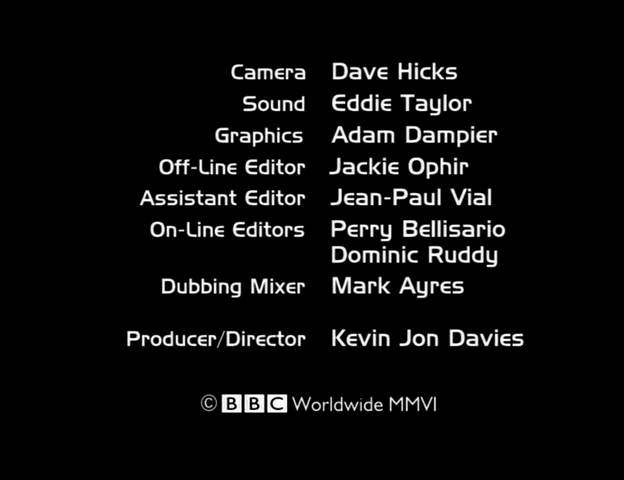 Camera Dave Hicks
Sound Eddie Taylor
Graphics Adam Dampier
Off-Line Editor Jackie Ophir
Assistant Editor Jean-Paul Vial
On-Line Editors Perry Bellisario
Dominic Ruddy
Dubbing Mixer Mark Ayres
Producer/Director Kevin Jon Davies
© BBC Worldwide MMVI